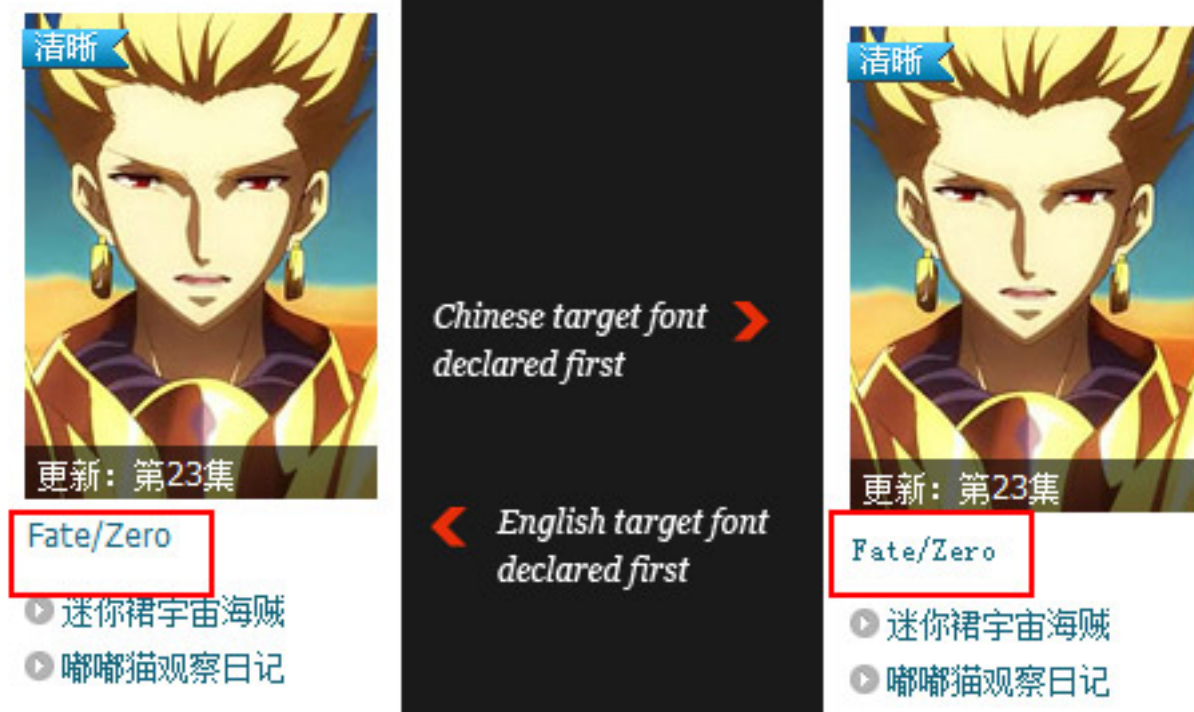 清晰
更新：第23集
Fate/Zero
迷你裙宇宙海贼
嘟嘟猫观察日记
Chinese target font
declared first
English target font
declared first
清晰
更新：第23集
Fate/Zero
迷你裙宇宙海贼
嘟嘟猫观察日记